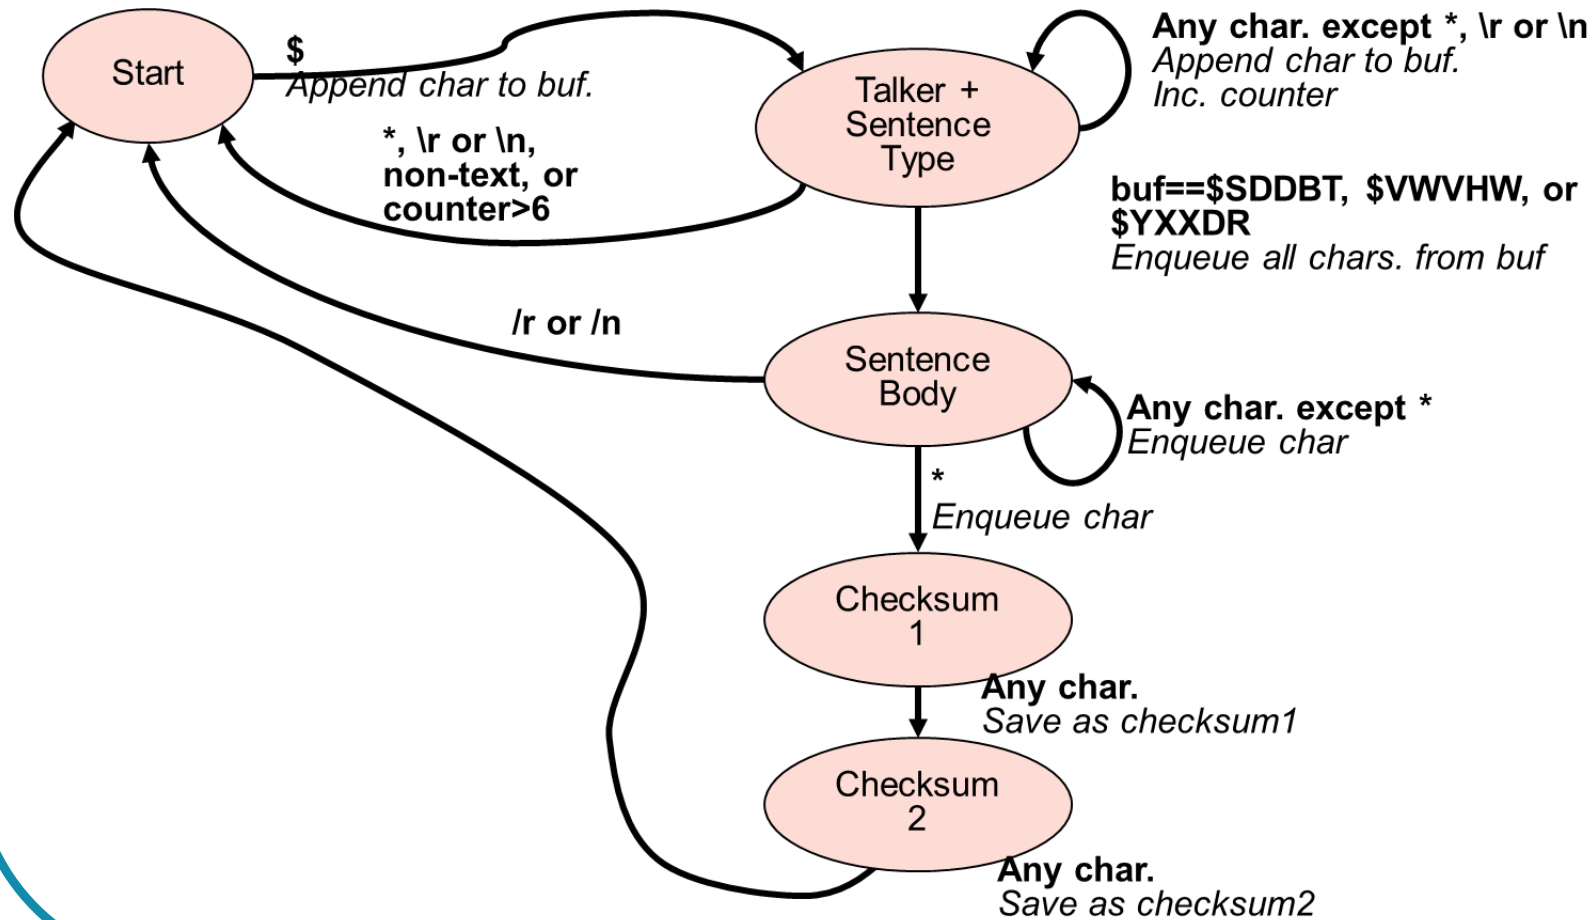 Start
$
Append char to buf.
Talker +
Sentence
Type
Any char. except *, \r or \n
Append char to buf.
Inc. counter
*, \r or \n,
non-text, or
counter>6
buf==$SDDBT, $VWVHW, or
$YXXDR
Enqueue all chars. from buf
/r or /n
Sentence
Body
Any char. except *
Enqueue char
*
Enqueue char
Checksum
1
Any char.
Save as checksum1
Checksum
2
Any char.
Save as checksum2